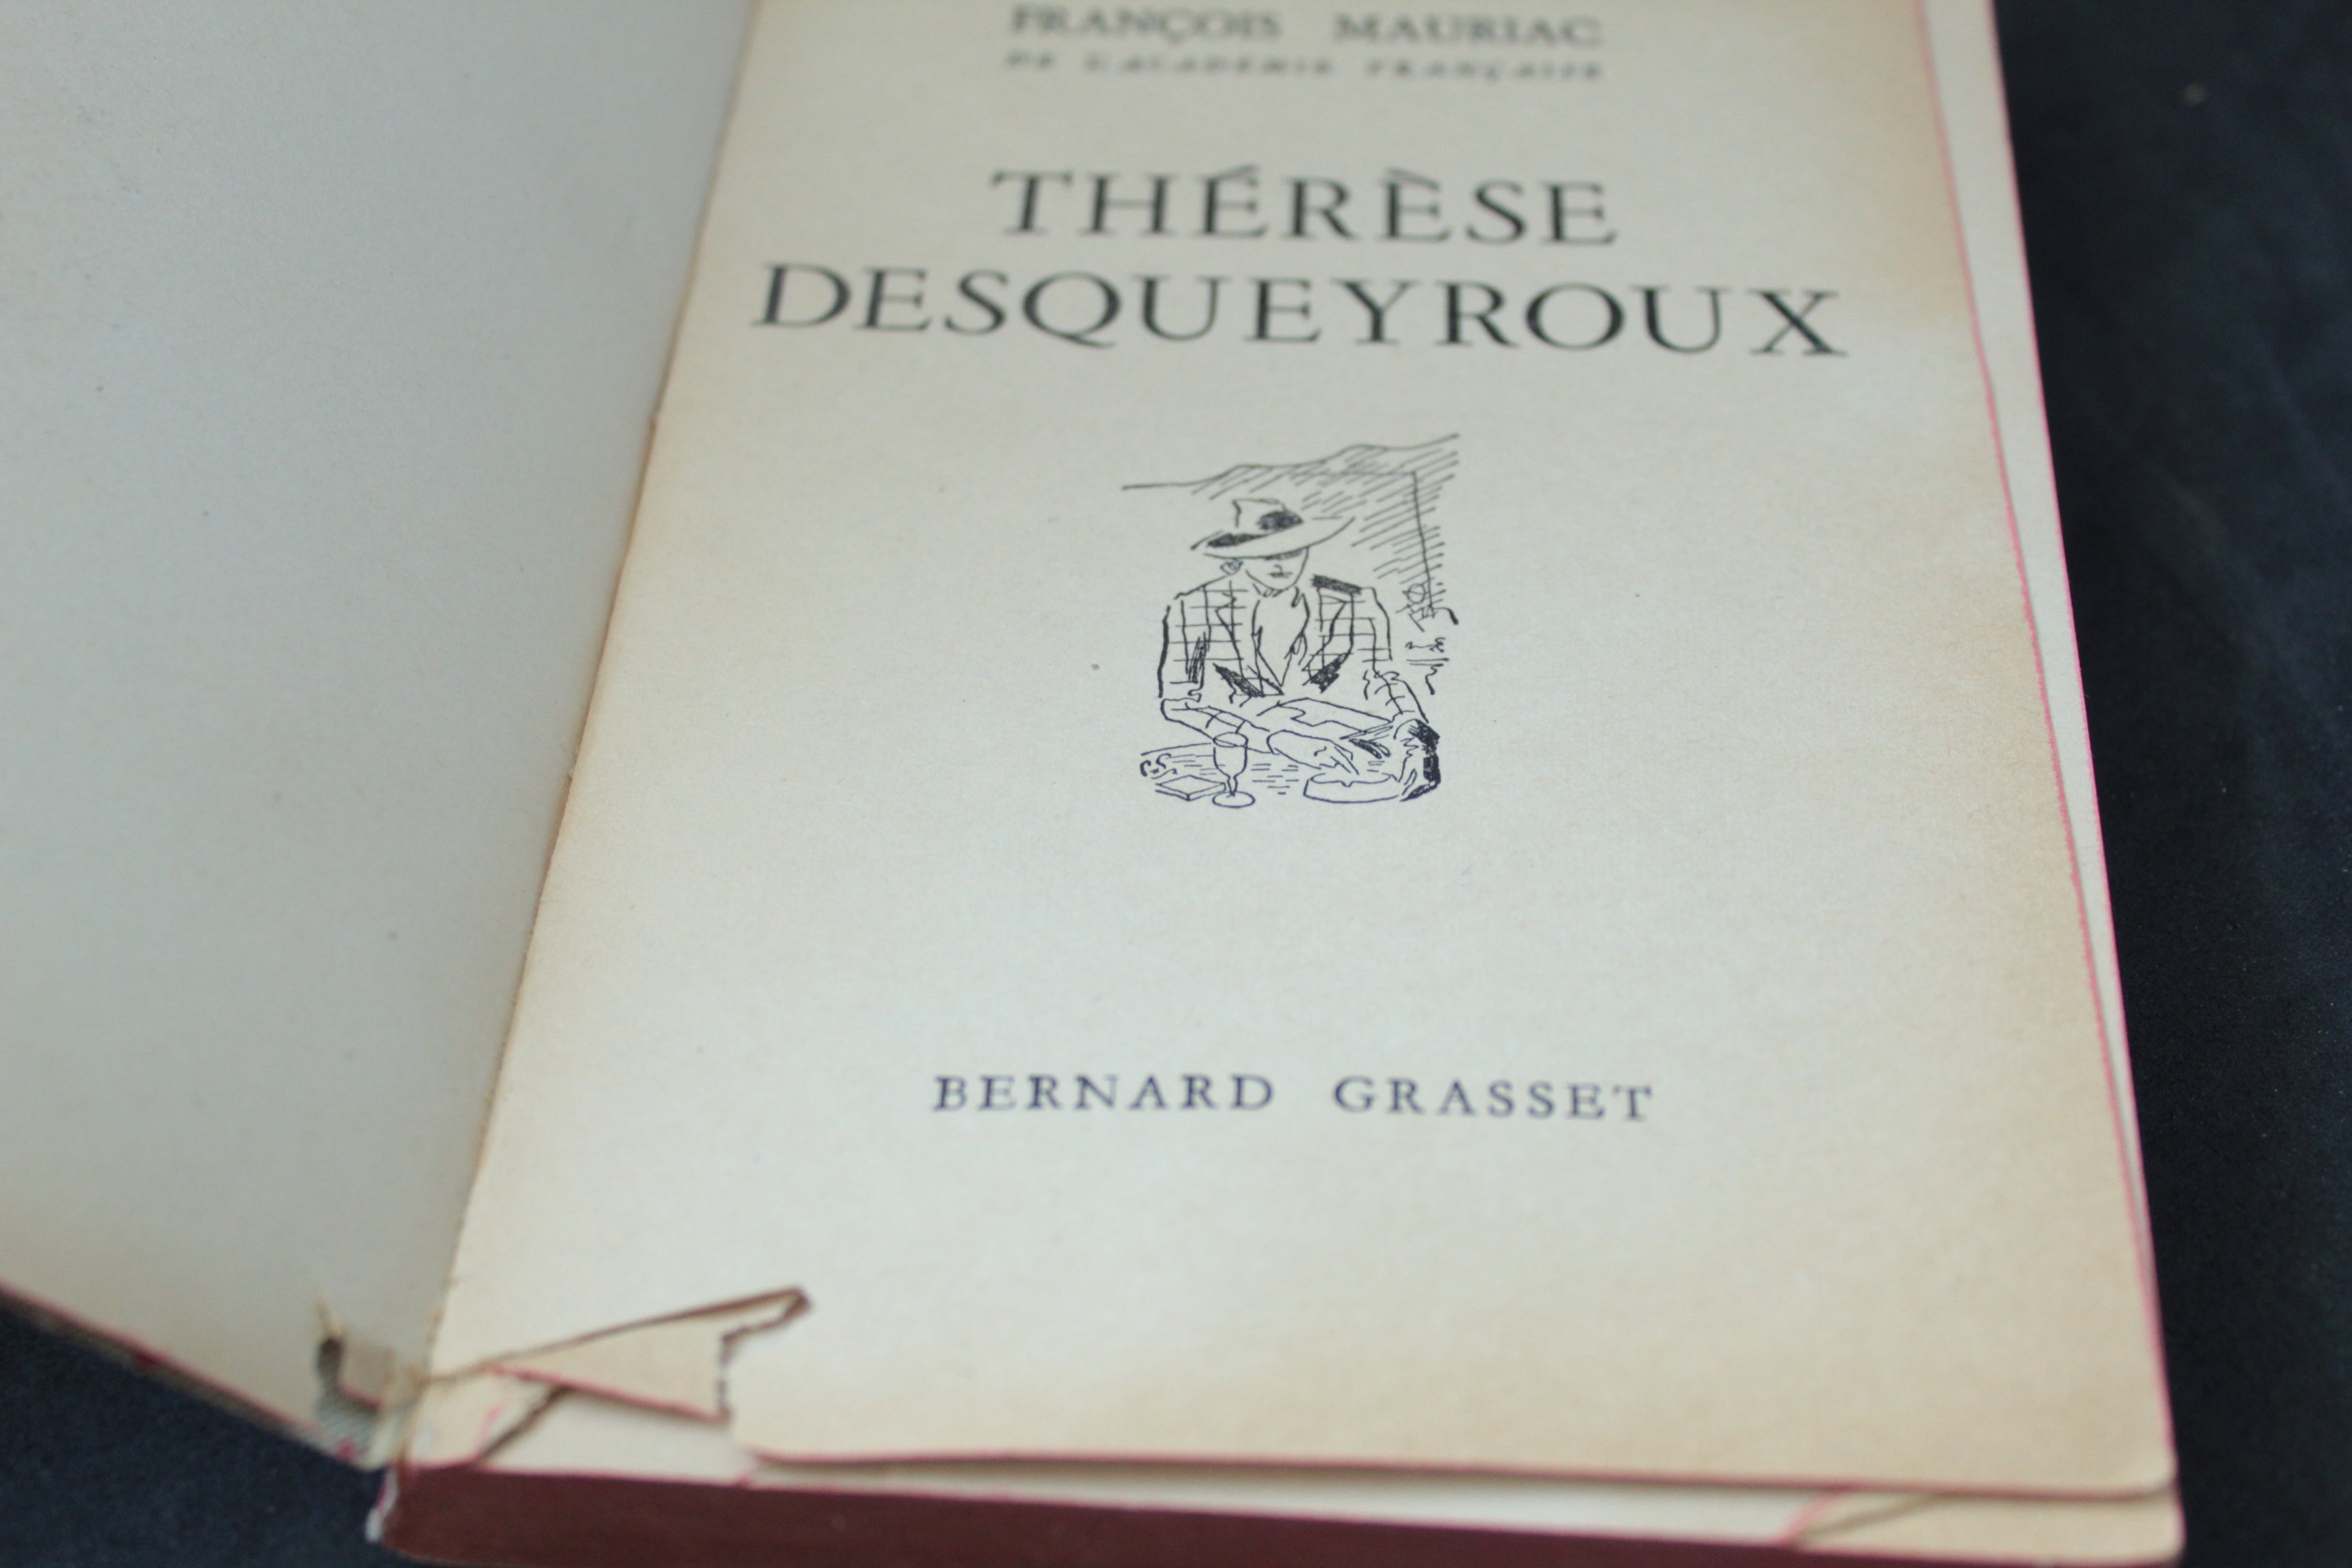 FRANÇOIS MAURIAC
DE L'ACADÉMIE FRANÇAISE
THÉRÈSE
DESQUEYROUX
BERNARD GRASSET